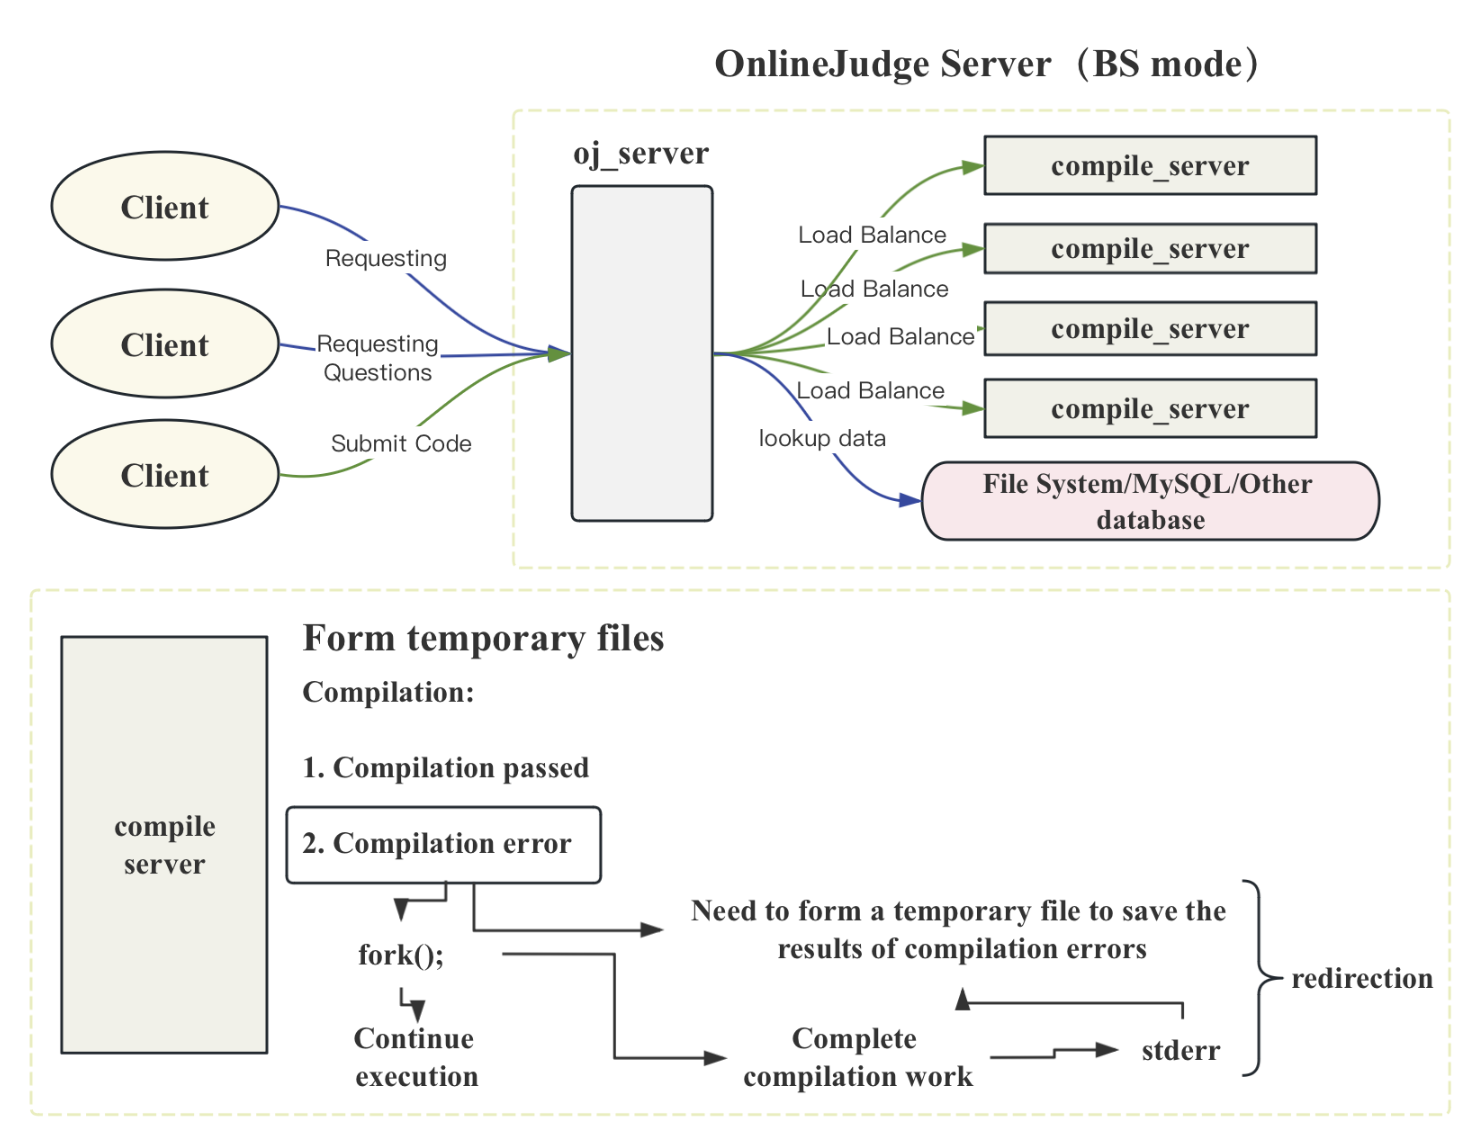 OnlineJudge Server（BS mode）
oj_server
Client
Client
Client
Requesting
Requesting
Questions
Submit Code
Load Balance
Load Balance
Load Balance
Load Balance
lookup data
compile_server
compile_server
compile_server
compile_server
File System/MySQL/Other
database
compile
server
Form temporary files
Compilation:
1. Compilation passed
2. Compilation error
fork();
Continue
execution
Need to form a temporary file to save the
results of compilation errors
Complete
compilation work
stderr
redirection